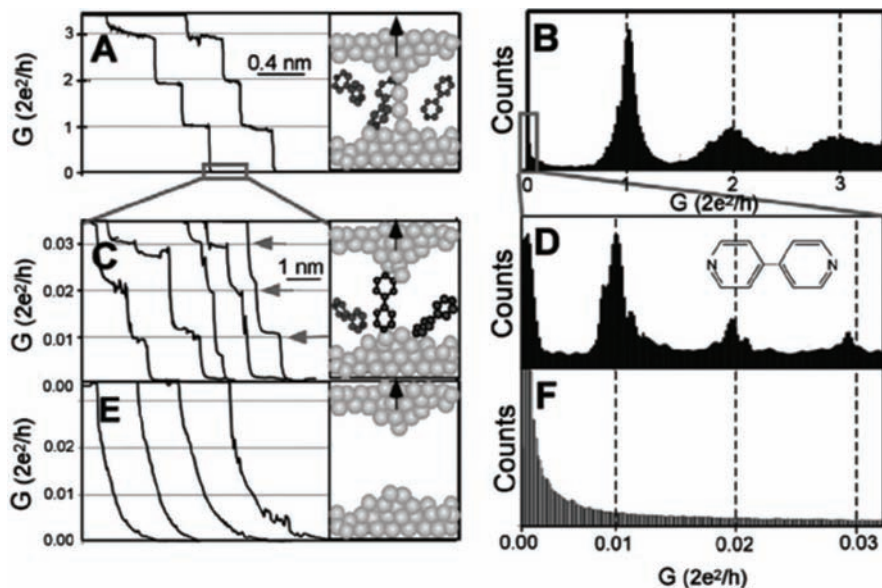 A
G (2e²/h)
3
2
1
0
0.4 nm
B
Counts
0
1
2
3
G (2e²/h)
C
G (2e²/h)
0.03
0.02
0.01
0.00
1 nm
D
Counts
N
N
E
G (2e²/h)
0.02
0.01
0.00
F
Counts
0.00
0.01
0.02
0.03
G (2e²/h)